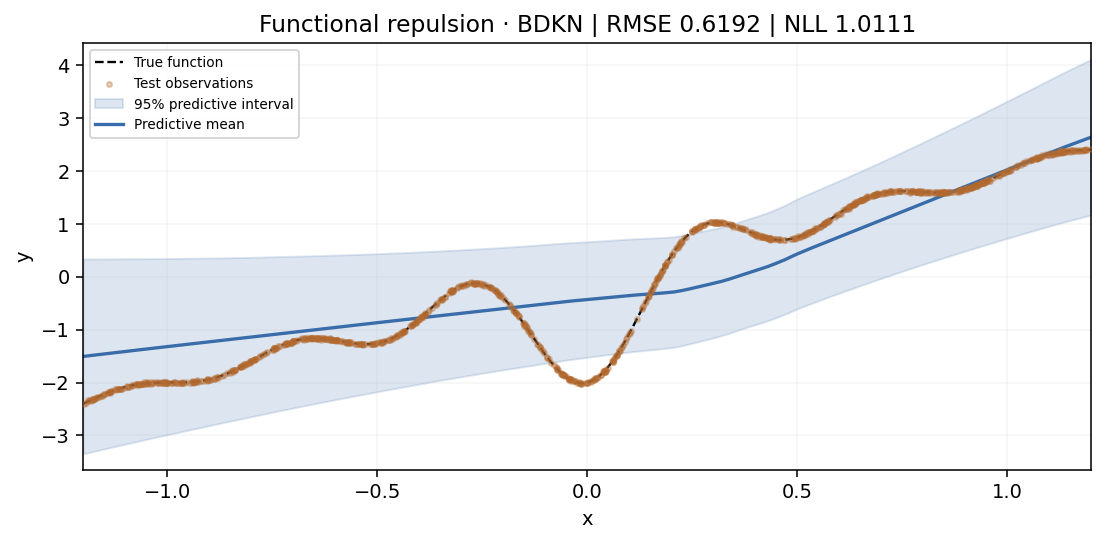 Functional repulsion · BDKN | RMSE 0.6192 | NLL 1.0111
True function
Test observations
95% predictive interval
Predictive mean
4
3
2
1
0
−1
−2
−3
y
−1.0 −0.5 0.0 0.5 1.0
x